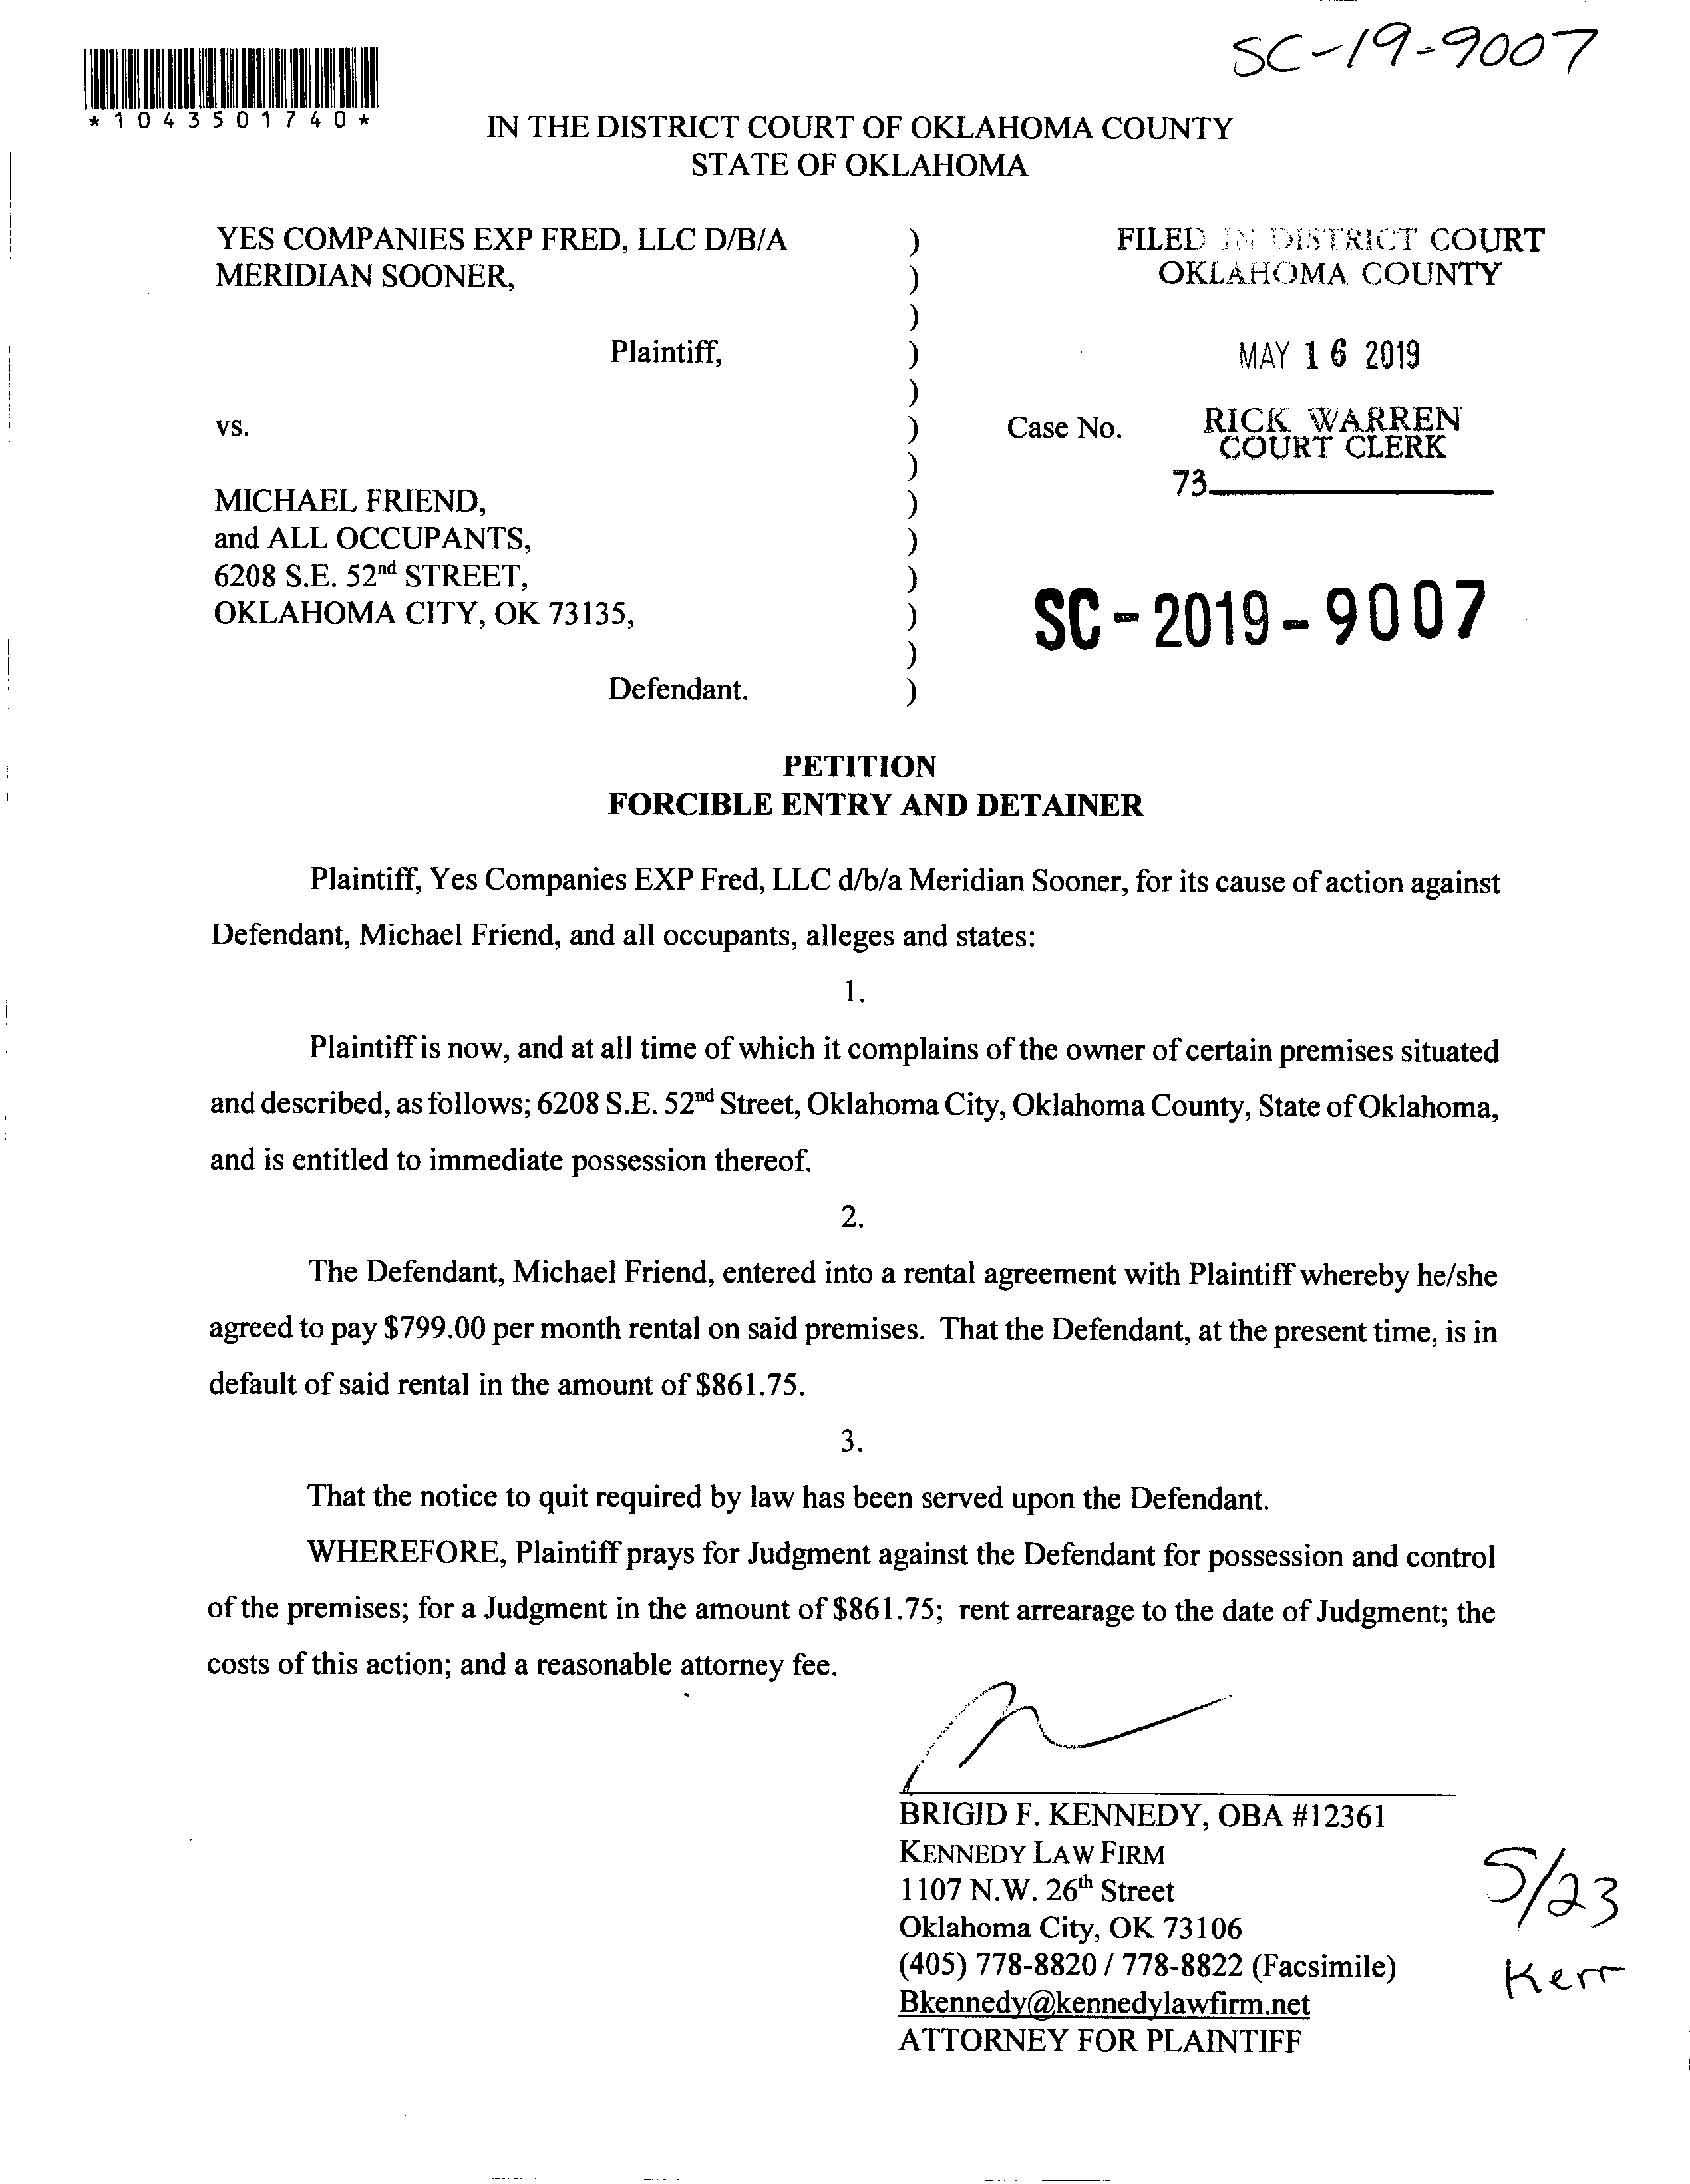 SC-19-9007
*1043501740*
IN THE DISTRICT COURT OF OKLAHOMA COUNTY
STATE OF OKLAHOMA
YES COMPANIES EXP FRED, LLC D/B/A ) FILED IN DISTRICT COURT
MERIDIAN SOONER, ) OKLAHOMA COUNTY
)
Plaintiff, ) MAY 16 2019
)
vs. ) Case No. RICK WARREN
COURT CLERK
)
73
MICHAEL FRIEND, )
and ALL OCCUPANTS, )
6208 S.E. 52nd STREET, )
OKLAHOMA CITY, OK 73135, ) SC-2019-9007
)
Defendant. )
PETITION
FORCIBLE ENTRY AND DETAINER
Plaintiff, Yes Companies EXP Fred, LLC d/b/a Meridian Sooner, for its cause of action against
Defendant, Michael Friend, and all occupants, alleges and states:
1.
Plaintiff is now, and at all time of which it complains of the owner of certain premises situated
and described, as follows; 6208 S.E. 52nd Street, Oklahoma City, Oklahoma County, State of Oklahoma,
and is entitled to immediate possession thereof.
2.
The Defendant, Michael Friend, entered into a rental agreement with Plaintiff whereby he/she
agreed to pay $799.00 per month rental on said premises. That the Defendant, at the present time, is in
default of said rental in the amount of $861.75.
3.
That the notice to quit required by law has been served upon the Defendant.
WHEREFORE, Plaintiff prays for Judgment against the Defendant for possession and control
of the premises; for a Judgment in the amount of $861.75; rent arrearage to the date of Judgment; the
costs of this action; and a reasonable attorney fee.
BRIGID F. KENNEDY, OBA #12361
KENNEDY LAW FIRM
1107 N.W. 26th Street
Oklahoma City, OK 73106
(405) 778-8820 / 778-8822 (Facsimile)
Bkennedy@kennedylawfirm.net
ATTORNEY FOR PLAINTIFF
5/23
Kerr